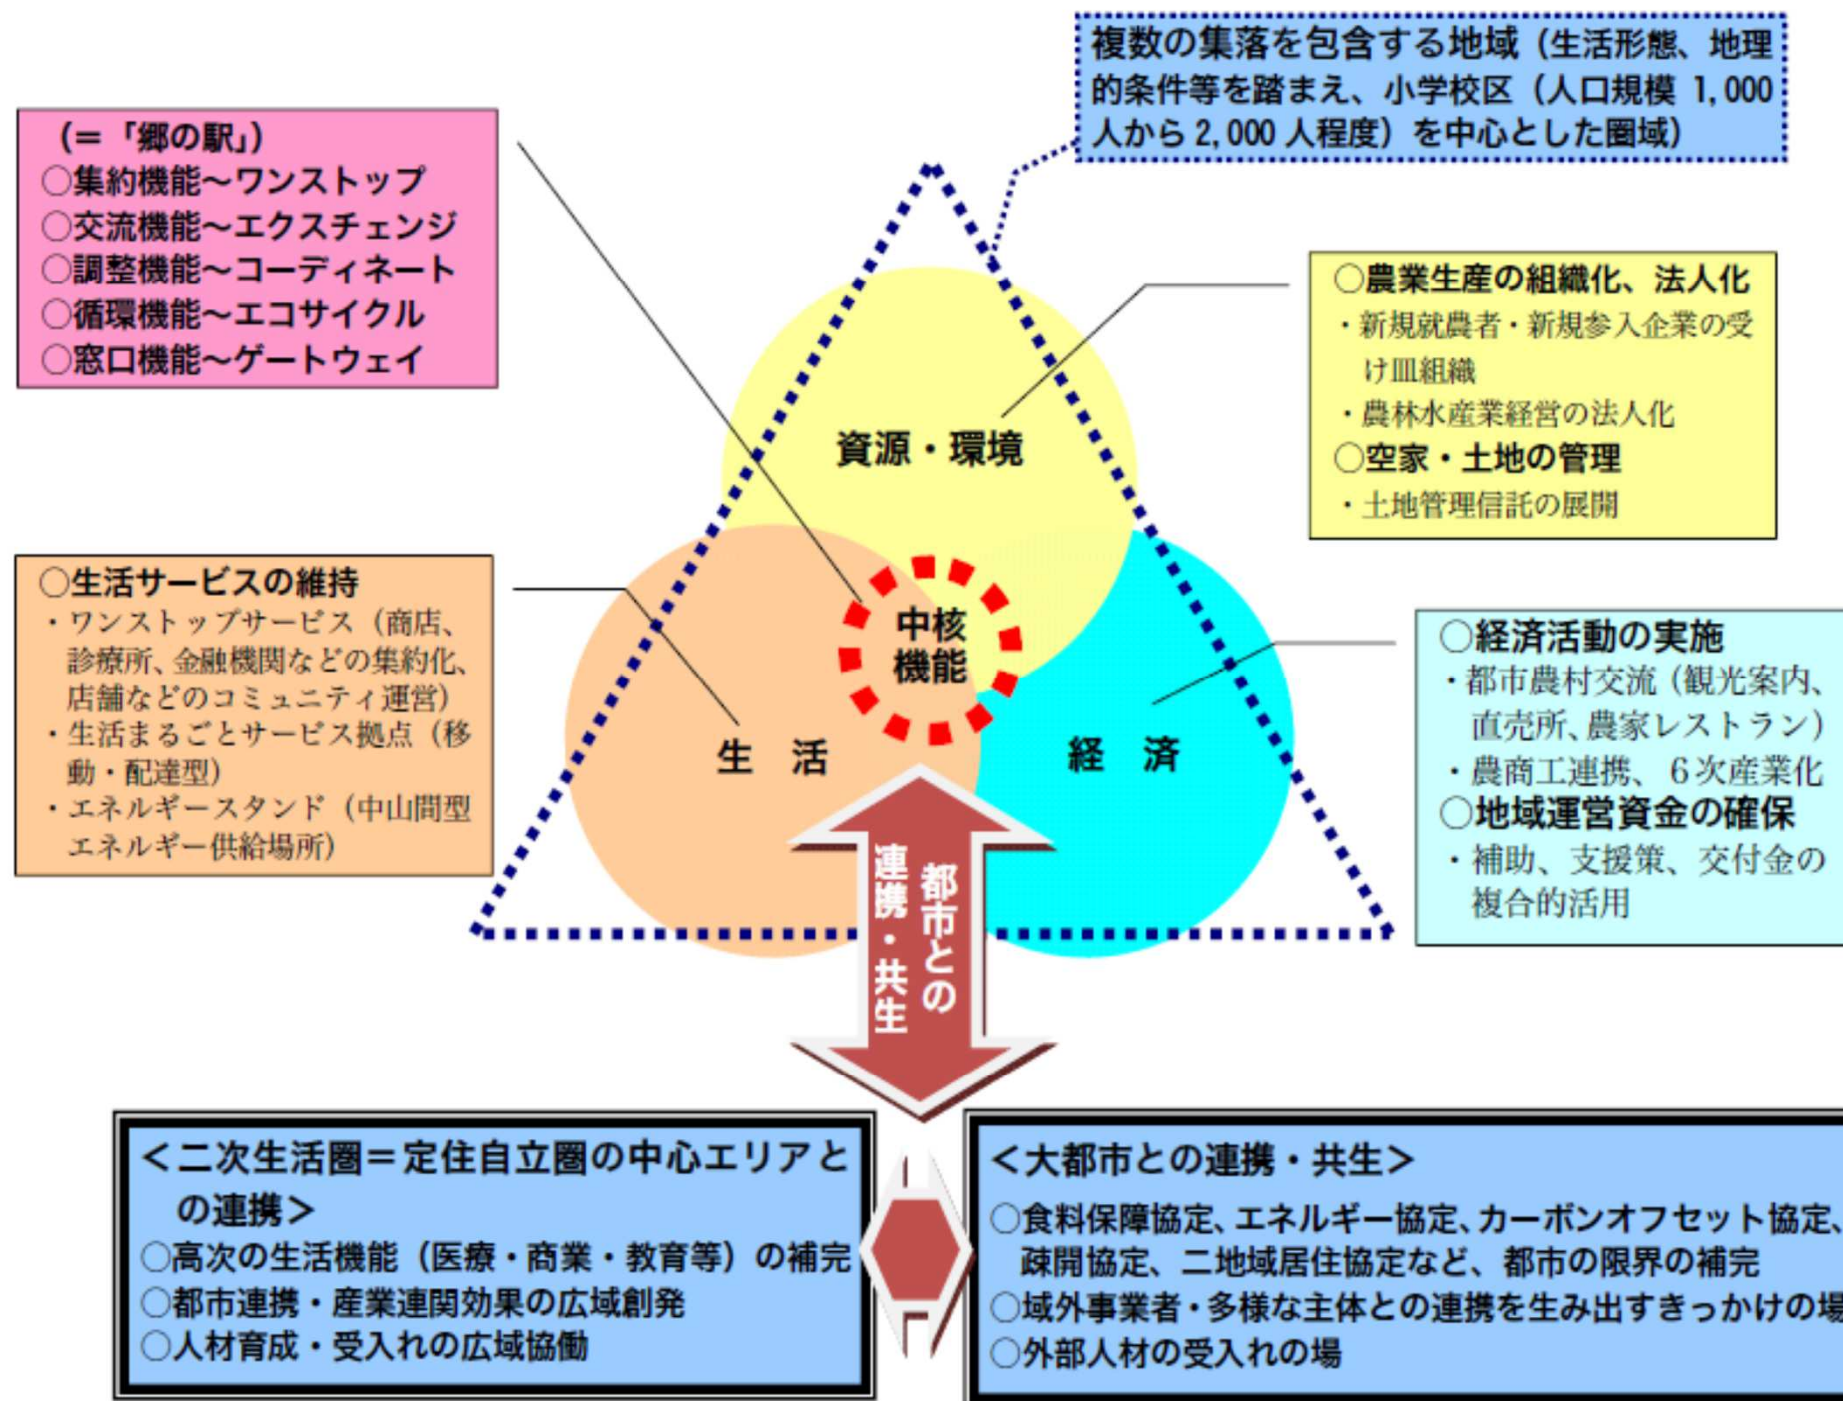 複数の集落を包含する地域（生活形態、地理
的条件等を踏まえ、小学校区（人口規模 1,000
人から 2,000 人程度）を中心とした圏域）
（＝「郷の駅」）
○集約機能～ワンストップ
○交流機能～エクスチェンジ
○調整機能～コーディネート
○循環機能～エコサイクル
○窓口機能～ゲートウェイ
○農業生産の組織化、法人化
・新規就農者・新規参入企業の受
け皿組織
・農林水産業経営の法人化
○空家・土地の管理
・土地管理信託の展開
資源・環境
○生活サービスの維持
・ワンストップサービス（商店、
診療所、金融機関などの集約化、
店舗などのコミュニティ運営）
・生活まるごとサービス拠点（移
動・配達型）
・エネルギースタンド（中山間型
エネルギー供給場所）
中核
機能
生　活
経　済
○経済活動の実施
・都市農村交流（観光案内、
直売所、農家レストラン）
・農商工連携、６次産業化
○地域運営資金の確保
・補助、支援策、交付金の
複合的活用
都市との
連携・共生
＜二次生活圏＝定住自立圏の中心エリアと
の連携＞
○高次の生活機能（医療・商業・教育等）の補完
○都市連携・産業連関効果の広域創発
○人材育成・受入れの広域協働
＜大都市との連携・共生＞
○食料保障協定、エネルギー協定、カーボンオフセット協定、
疎開協定、二地域居住協定など、都市の限界の補完
○域外事業者・多様な主体との連携を生み出すきっかけの場
○外部人材の受入れの場